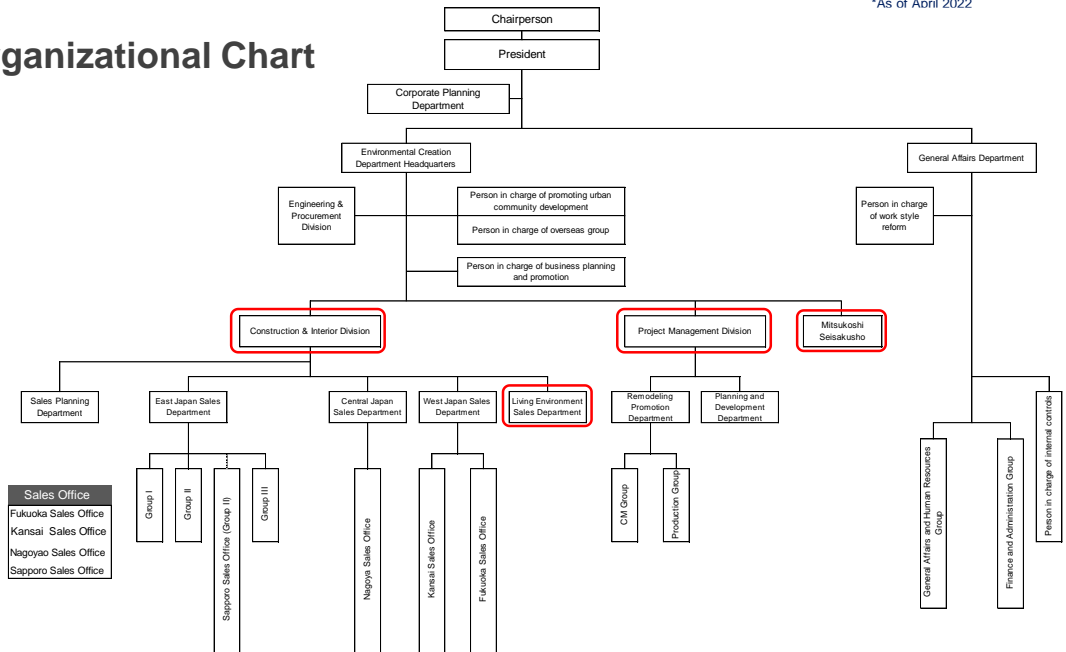 *As of April 2022
Chairperson
ganizational Chart
President
Corporate Planning
Department
Environmental Creation
Department Headquarters
General Affairs Department
Engineering &
Procurement
Division
Person in charge of promoting urban
community development
Person in charge of overseas group
Person in charge
of work style
reform
Person in charge of business planning
and promotion
Construction & Interior Division
Project Management Division
Mitsukoshi
Seisakusho
Sales Planning
Department
East Japan Sales
Department
Central Japan
Sales Department
West Japan Sales
Department
Living Environment
Sales Department
Remodeling
Promotion
Department
Planning and
Development
Department
Person in charge of internal controls
Group I
Group II
Sapporo Sales Office (Group II)
Group III
Nagoya Sales Office
Kansai Sales Office
Fukuoka Sales Office
CM Group
Production Group
General Affairs and Human Resources
Group
Finance and Administration Group
Sales Office
Fukuoka Sales Office
Kansai Sales Office
Nagoyao Sales Office
Sapporo Sales Office